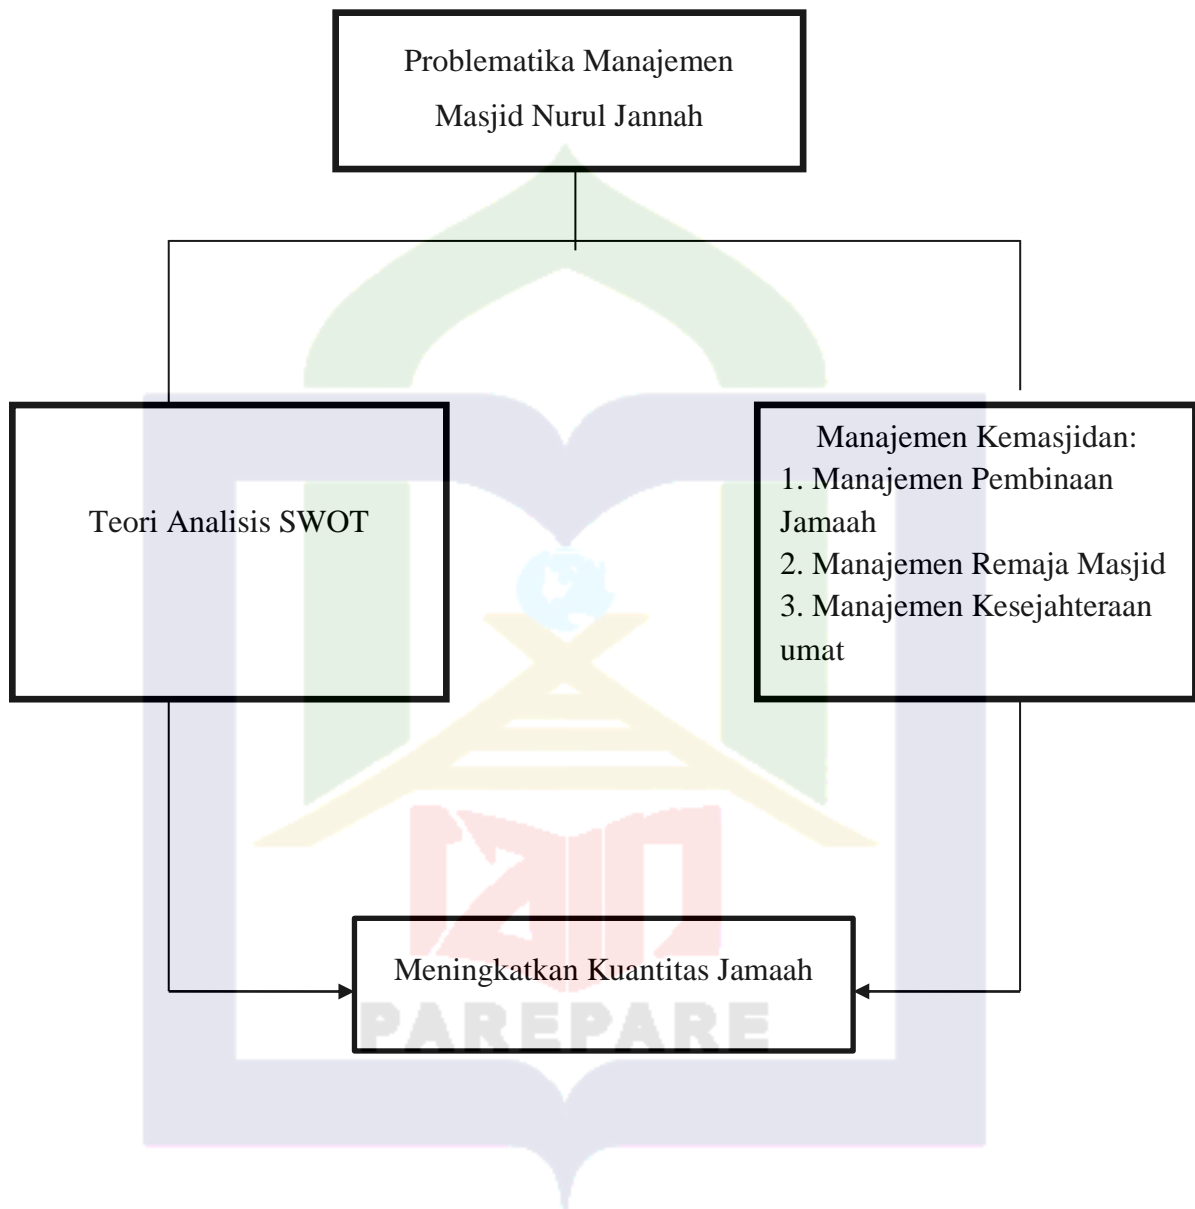 Problematika Manajemen
Masjid Nurul Jannah
Teori Analisis SWOT
Manajemen Kemasjidan:
1. Manajemen Pembinaan
Jamaah
2. Manajemen Remaja Masjid
3. Manajemen Kesejahteraan
umat
Meningkatkan Kuantitas Jamaah
PAREPARE